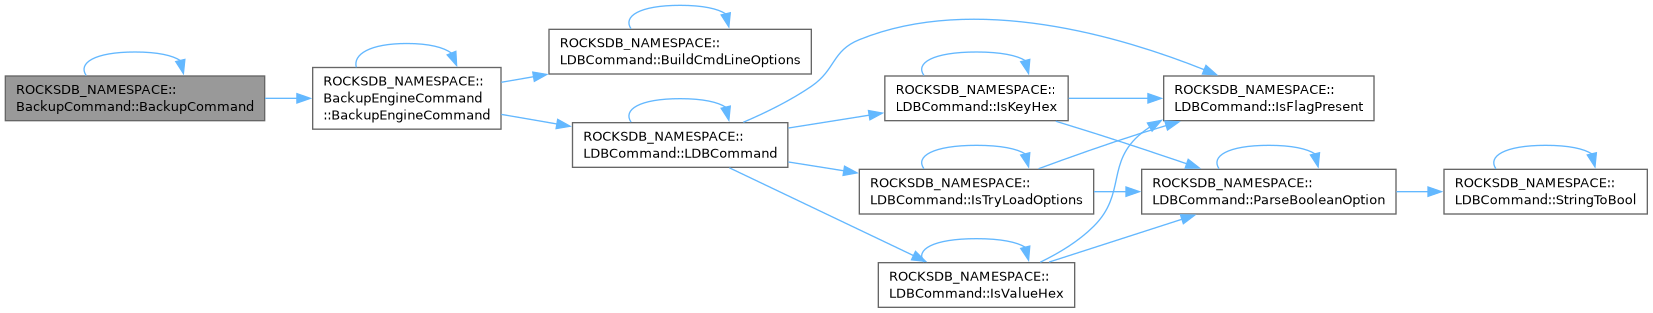 ROCKSDB_NAMESPACE::
BackupCommand::BackupCommand
ROCKSDB_NAMESPACE::
BackupEngineCommand
::BackupEngineCommand
ROCKSDB_NAMESPACE::
LDBCommand::BuildCmdLineOptions
ROCKSDB_NAMESPACE::
LDBCommand::LDBCommand
ROCKSDB_NAMESPACE::
LDBCommand::IsKeyHex
ROCKSDB_NAMESPACE::
LDBCommand::IsTryLoadOptions
ROCKSDB_NAMESPACE::
LDBCommand::IsValueHex
ROCKSDB_NAMESPACE::
LDBCommand::IsFlagPresent
ROCKSDB_NAMESPACE::
LDBCommand::ParseBooleanOption
ROCKSDB_NAMESPACE::
LDBCommand::StringToBool